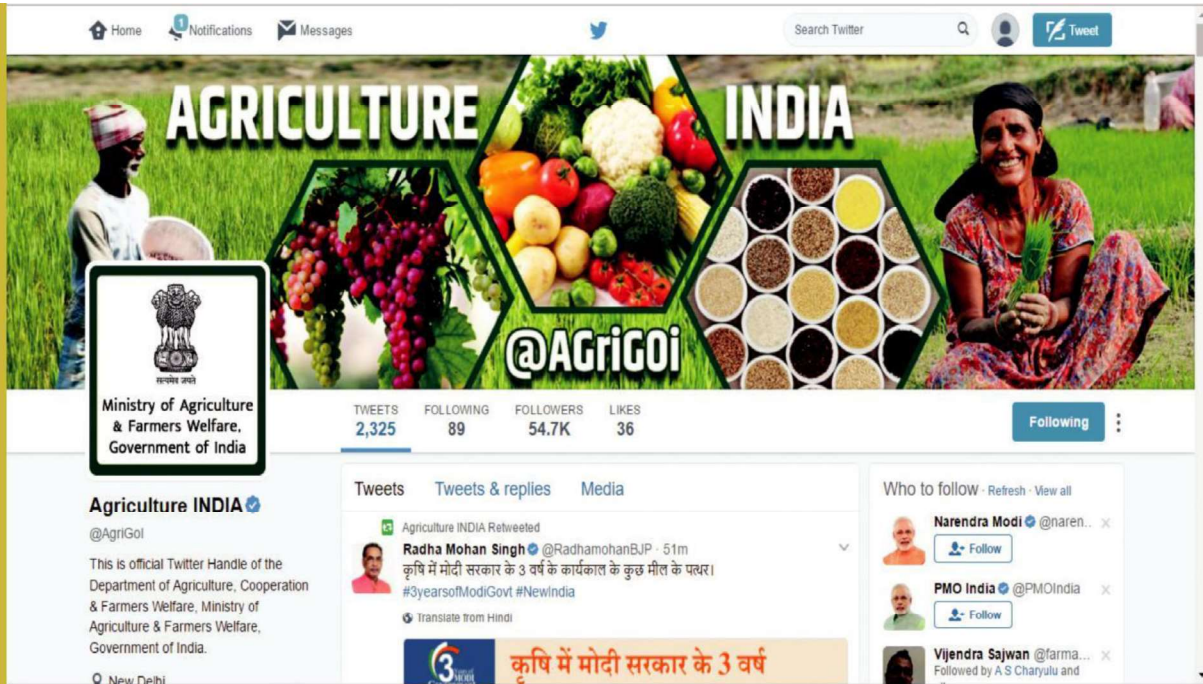 Home
1
Notifications
Messages
Search Twitter
Tweet
AGRICULTURE INDIA
@AGriGOi
सत्यमेव जयते
Ministry of Agriculture
& Farmers Welfare,
Government of India
TWEETS FOLLOWING FOLLOWERS LIKES
2,325 89 54.7K 36
Following
Agriculture INDIA
@AgriGoI
This is official Twitter Handle of the
Department of Agriculture, Cooperation
& Farmers Welfare, Ministry of
Agriculture & Farmers Welfare,
Government of India.
New Delhi
Tweets Tweets & replies Media
Agriculture INDIA Retweeted
Radha Mohan Singh @RadhamohanBJP · 51m
कृषि में मोदी सरकार के 3 वर्ष के कार्यकाल के कुछ मील के पत्थर।
#3yearsofModiGovt #NewIndia
Translate from Hindi
3 Years of
MODI
कृषि में मोदी सरकार के 3 वर्ष
Who to follow · Refresh · View all
Narendra Modi @naren..
Follow
PMO India @PMOIndia
Follow
Vijendra Sajwan @farma...
Followed by A S Charyulu and